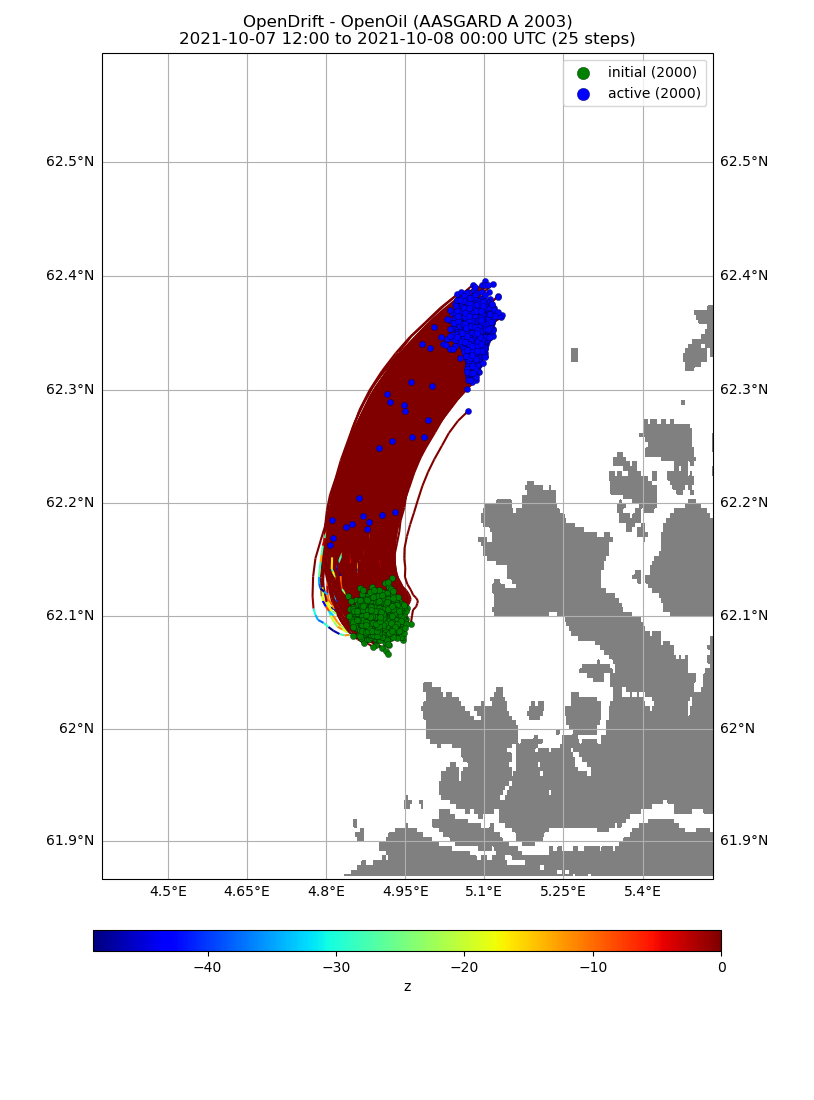 OpenDrift - OpenOil (AASGARD A 2003)
2021-10-07 12:00 to 2021-10-08 00:00 UTC (25 steps)
initial (2000)
active (2000)
62.5°N 62.5°N
62.4°N 62.4°N
62.3°N 62.3°N
62.2°N 62.2°N
62.1°N 62.1°N
62°N 62°N
61.9°N 61.9°N
4.5°E 4.65°E 4.8°E 4.95°E 5.1°E 5.25°E 5.4°E
−40 −30 −20 −10 0
z